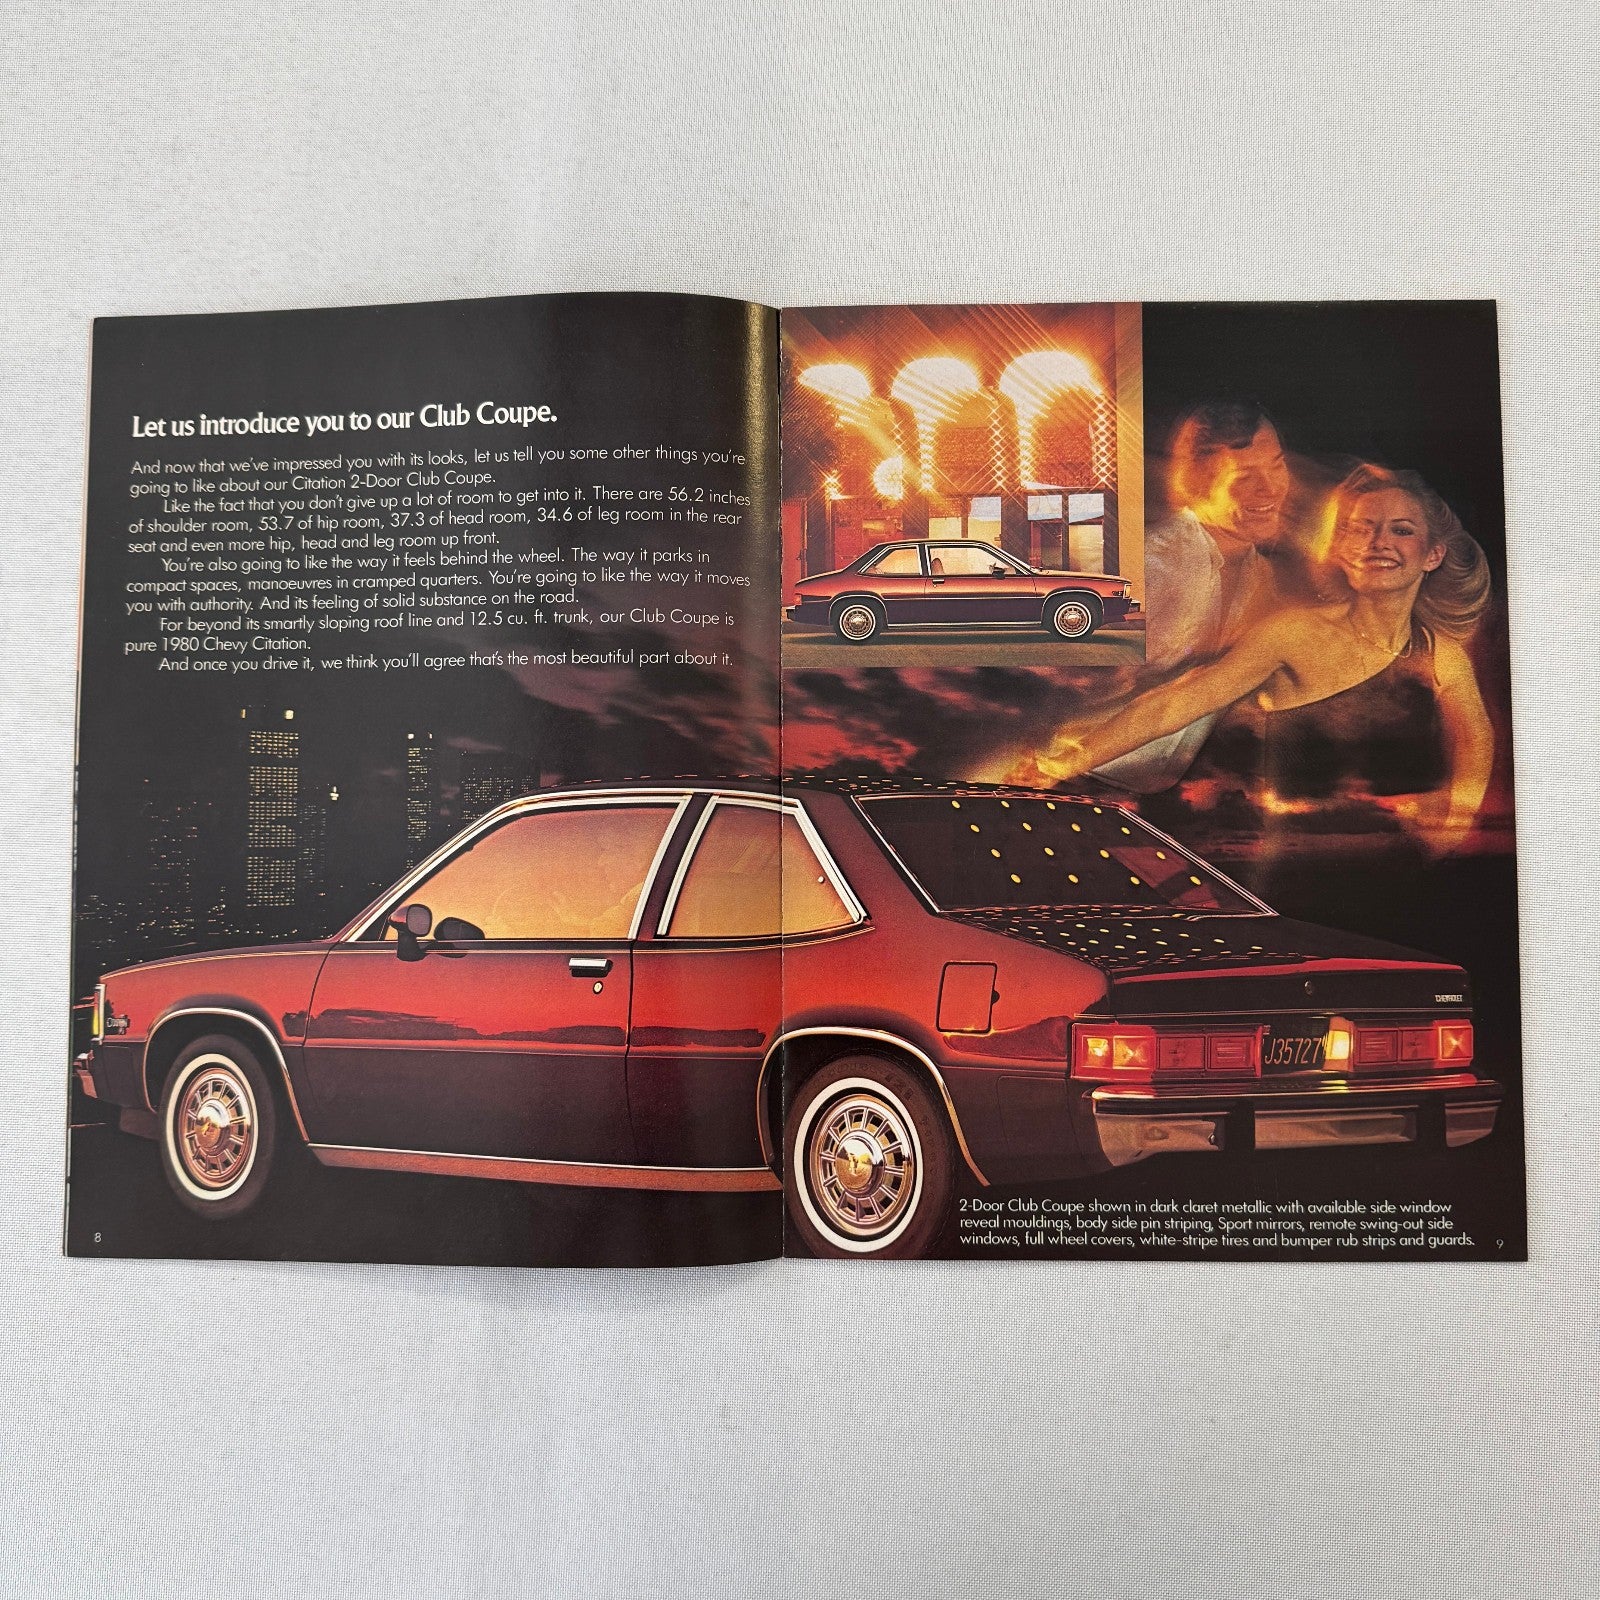 Let us introduce you to our Club Coupe.
And now that we've impressed you with its looks, let us tell you some other things you're
going to like about our Citation 2-Door Club Coupe.
Like the fact that you don't give up a lot of room to get into it. There are 56.2 inches
of shoulder room, 53.7 of hip room, 37.3 of head room, 34.6 of leg room in the rear
seat and even more hip, head and leg room up front.
You're also going to like the way it feels behind the wheel. The way it parks in
compact spaces, manoeuvres in cramped quarters. You're going to like the way it moves
you with authority. And its feeling of solid substance on the road.
For beyond its smartly sloping roof line and 12.5 cu. ft. trunk, our Club Coupe is
pure 1980 Chevy Citation.
And once you drive it, we think you'll agree that's the most beautiful part about it.
Citation
CHEVROLET
J35727
2-Door Club Coupe shown in dark claret metallic with available side window
reveal mouldings, body side pin striping, Sport mirrors, remote swing-out side
windows, full wheel covers, white-stripe tires and bumper rub strips and guards.
8
9